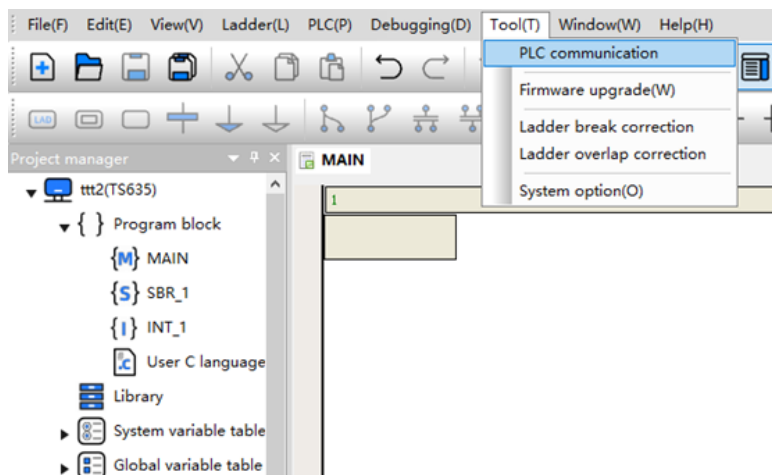 File(F) Edit(E) View(V) Ladder(L) PLC(P) Debugging(D) Tool(T) Window(W) Help(H)
PLC communication
Firmware upgrade(W)
Ladder break correction
Ladder overlap correction
System option(O)
LAD
Project manager
MAIN
ttt2(TS635)
1
{ } Program block
{M} MAIN
{S} SBR_1
{I} INT_1
.c User C language
Library
System variable table
Global variable table